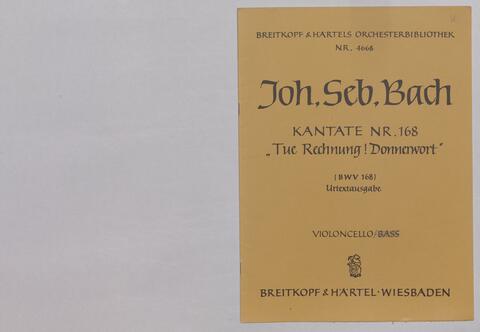 BREITKOPF & HÄRTELS ORCHESTERBIBLIOTHEK
NR. 4668
Joh. Seb. Bach
KANTATE NR. 168
„Tue Rechnung! Donnerwort"
(BWV 168)
Urtextausgabe
VIOLONCELLO/BASS
BREITKOPF & HÄRTEL · WIESBADEN